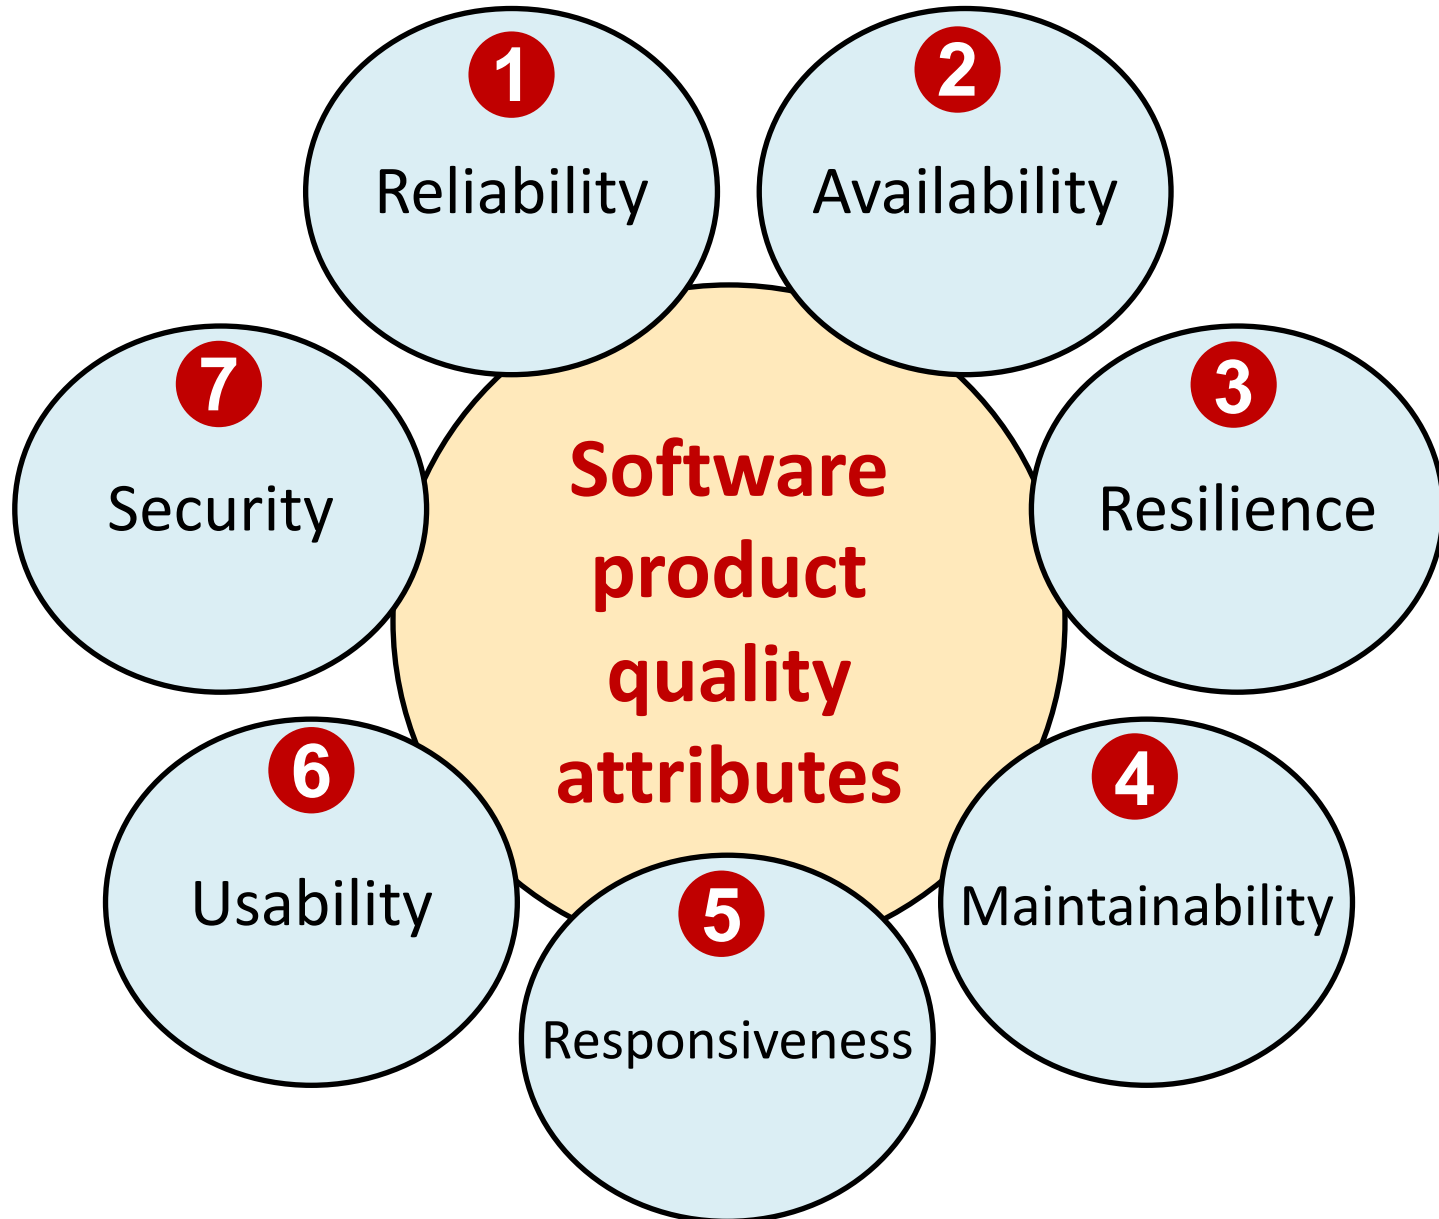 1
Reliability
2
Availability
3
Resilience
4
Maintainability
5
Responsiveness
6
Usability
7
Security
Software
product
quality
attributes